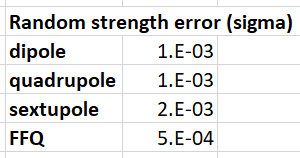 Random strength error (sigma)
dipole 1.E-03
quadrupole 1.E-03
sextupole 2.E-03
FFQ 5.E-04